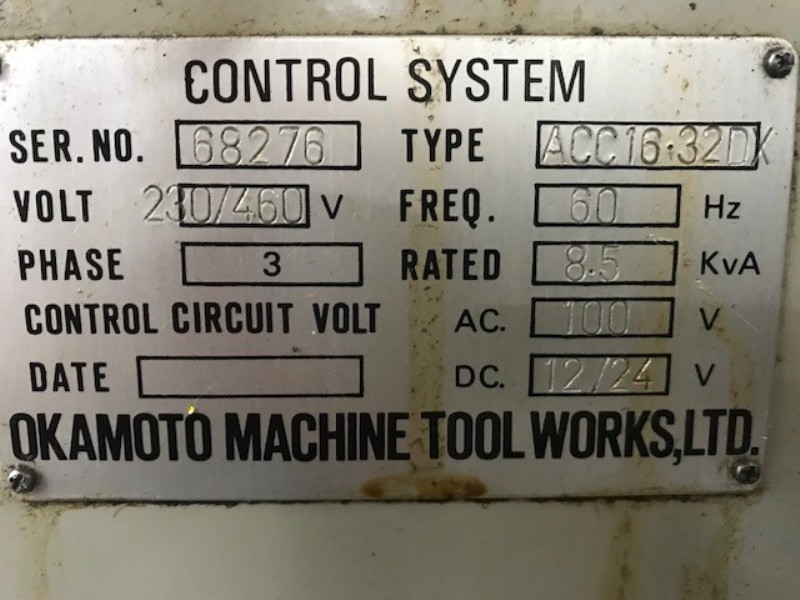 CONTROL SYSTEM
SER. NO. 68276 TYPE ACC16·32DX
VOLT 230/460 V FREQ. 60 Hz
PHASE 3 RATED 8.5 KvA
CONTROL CIRCUIT VOLT AC. 100 V
DATE DC. 12/24 V
OKAMOTO MACHINE TOOL WORKS,LTD.